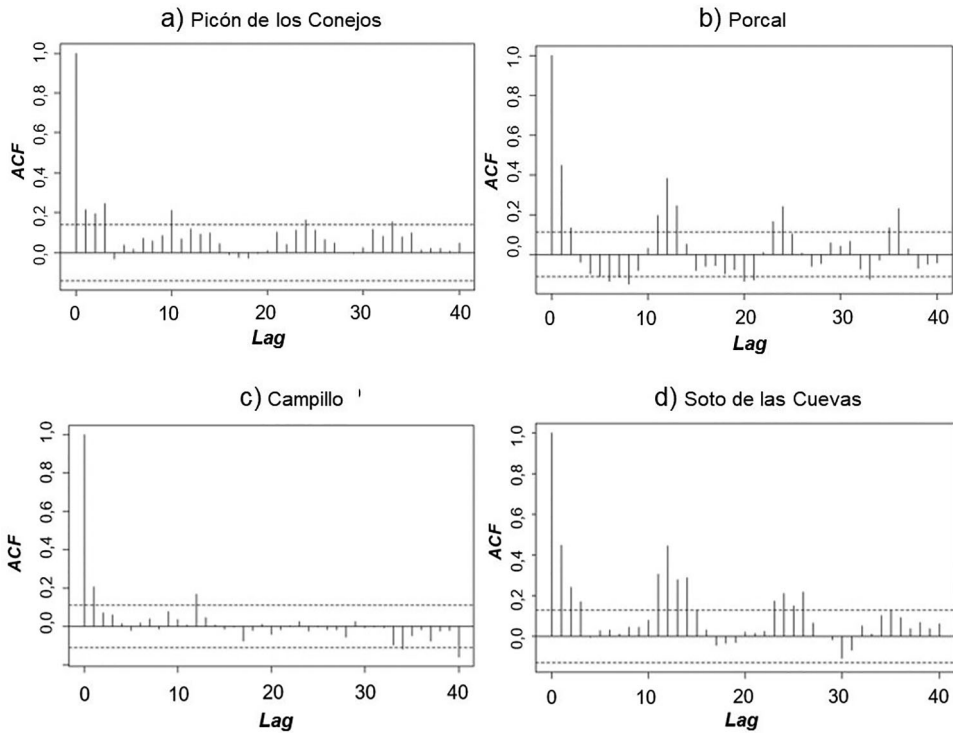 a) Picón de los Conejos
ACF
1,0
0,8
0,6
0,4
0,2
0,0
0 10 20 30 40
Lag
b) Porcal
ACF
1,0
0,8
0,6
0,4
0,2
0,0
0 10 20 30 40
Lag
c) Campillo '
ACF
1,0
0,8
0,6
0,4
0,2
0,0
0 10 20 30 40
Lag
d) Soto de las Cuevas
ACF
1,0
0,8
0,6
0,4
0,2
0,0
0 10 20 30 40
Lag